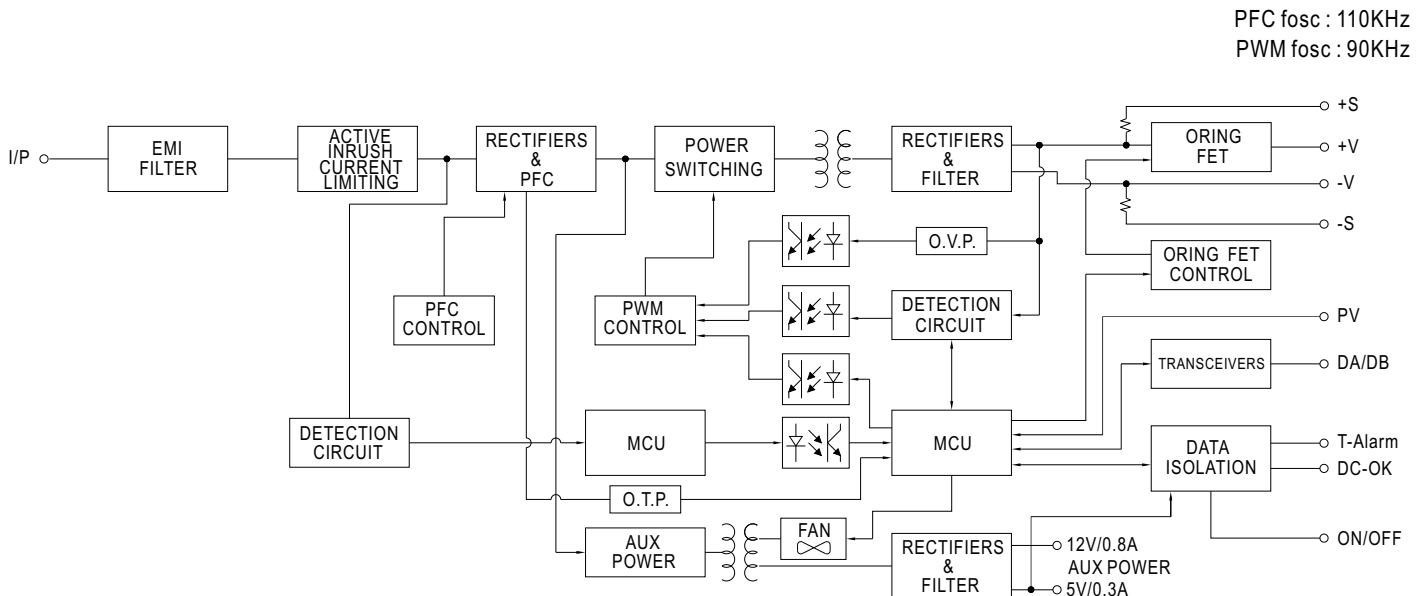 PFC fosc : 110KHz
PWM fosc : 90KHz
I/P
EMI
FILTER
ACTIVE
INRUSH
CURRENT
LIMITING
RECTIFIERS
&
PFC
POWER
SWITCHING
RECTIFIERS
&
FILTER
ORING
FET
+S
+V
-V
-S
O.V.P.
ORING FET
CONTROL
PFC
CONTROL
PWM
CONTROL
DETECTION
CIRCUIT
PV
TRANSCEIVERS
DA/DB
DETECTION
CIRCUIT
MCU
MCU
DATA
ISOLATION
T-Alarm
DC-OK
O.T.P.
AUX
POWER
FAN
RECTIFIERS
&
FILTER
12V/0.8A
AUX POWER
5V/0.3A
ON/OFF